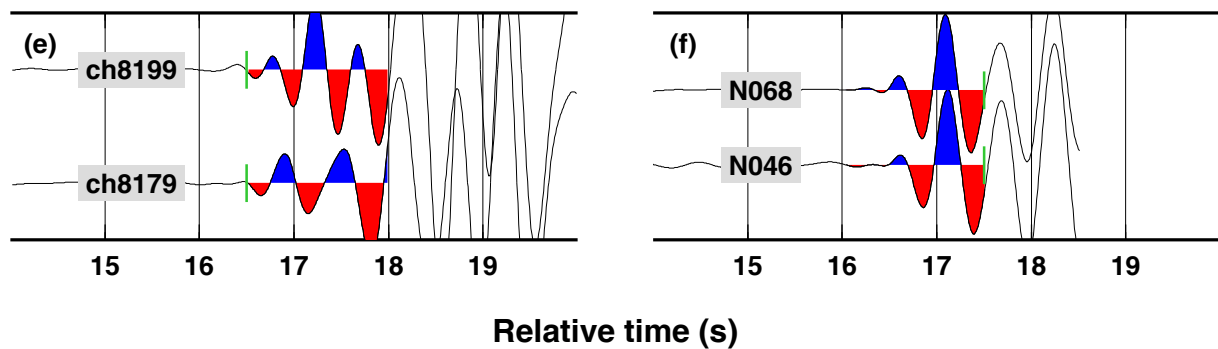 (e)
ch8199
ch8179
15 16 17 18 19
(f)
N068
N046
15 16 17 18 19
Relative time (s)